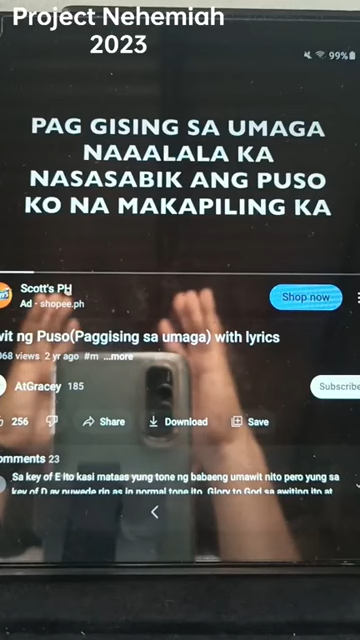 Project Nehemiah
2023
99%
PAG GISING SA UMAGA
NAAALALA KA
NASASABIK ANG PUSO
KO NA MAKAPILING KA
Scott's PH
Ad • shopee.ph
Shop now
wit ng Puso(Paggising sa umaga) with lyrics
968 views 2 yr ago #m ...more
AtGracey 185
Subscribe
256
Share
Download
Save
omments 23
Sa key of E ito kasi mataas yung tone ng babaeng umawit nito pero yung sa
key of D ay puwede rin as in normal tone ito. Glory to God sa awiting ito at